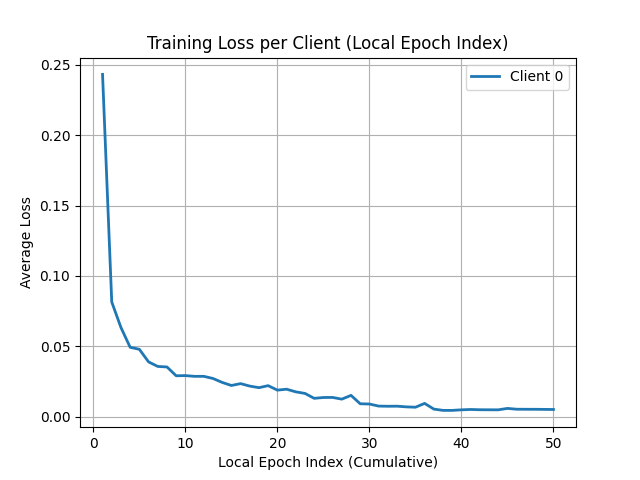 Training Loss per Client (Local Epoch Index)
Client 0
Average Loss
0.25
0.20
0.15
0.10
0.05
0.00
0 10 20 30 40 50
Local Epoch Index (Cumulative)